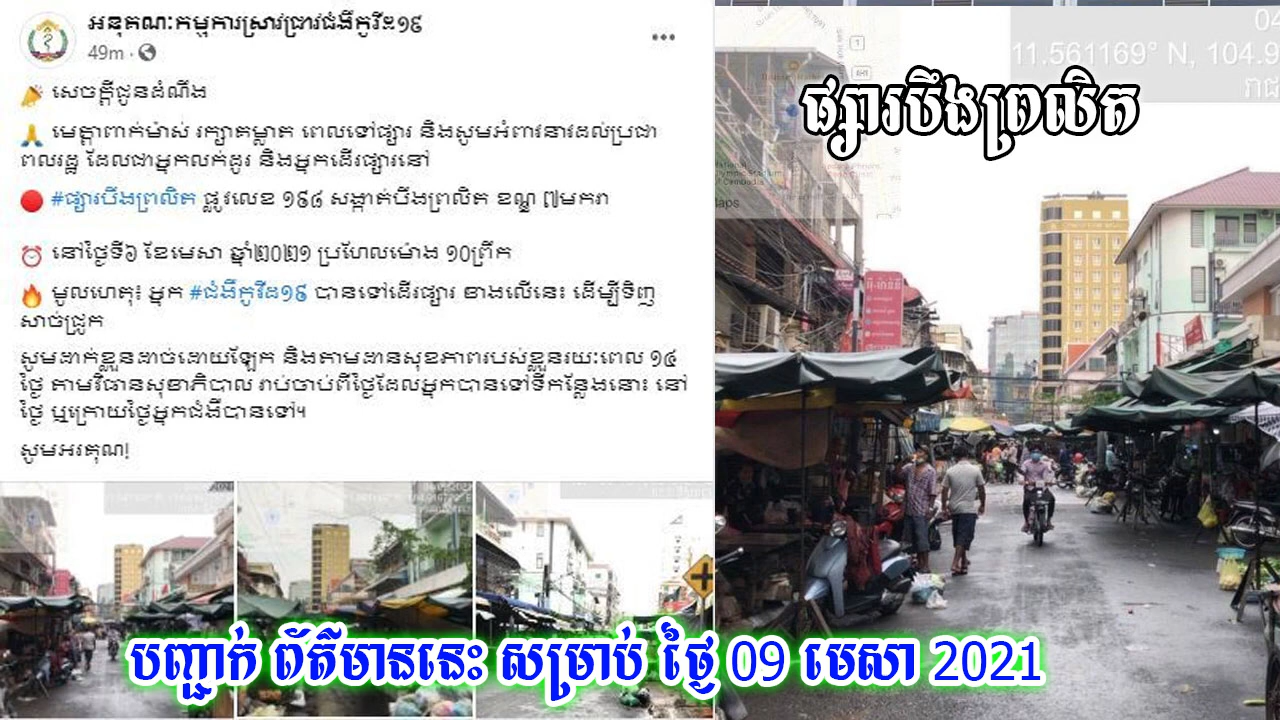 អនុគណៈកម្មការស្រាវជ្រាវជំងឺកូវីដ១៩
49m ·
សេចក្តីជូនដំណឹង
មេត្តាពាក់ម៉ាស់ រក្សាគម្លាត ពេលទៅផ្សារ និងសូមអំពាវនាវដល់ប្រជា
ពលរដ្ឋ ដែលជាអ្នកលក់ដូរ និងអ្នកដើរផ្សារនៅ
#ផ្សារបឹងព្រលិត ផ្លូវលេខ ១៩៤ សង្កាត់បឹងព្រលិត ខណ្ឌ ៧មករា
នៅថ្ងៃទី៦ ខែមេសា ឆ្នាំ២០២១ ប្រហែលម៉ោង ១០ព្រឹក
មូលហេតុ៖ អ្នក #ជំងឺកូវីដ១៩ បានទៅដើរផ្សារ ខាងលើនេះ ដើម្បីទិញ
សាច់ជ្រូក
សូមដាក់ខ្លួនដាច់ដោយឡែក និងតាមដានសុខភាពរបស់ខ្លួនរយៈពេល ១៤
ថ្ងៃ តាមវិធានសុខាភិបាល រាប់ចាប់ពីថ្ងៃដែលអ្នកបានទៅទីកន្លែងនោះ នៅ
ថ្ងៃ ឬក្រោយថ្ងៃអ្នកជំងឺបានទៅ។
សូមអរគុណ!
04
11.561169° N, 104.9
រាជ
ផ្សារបឹងព្រលិត
បញ្ជាក់ ព័ត៌មាននេះ សម្រាប់ ថ្ងៃ 09 មេសា 2021